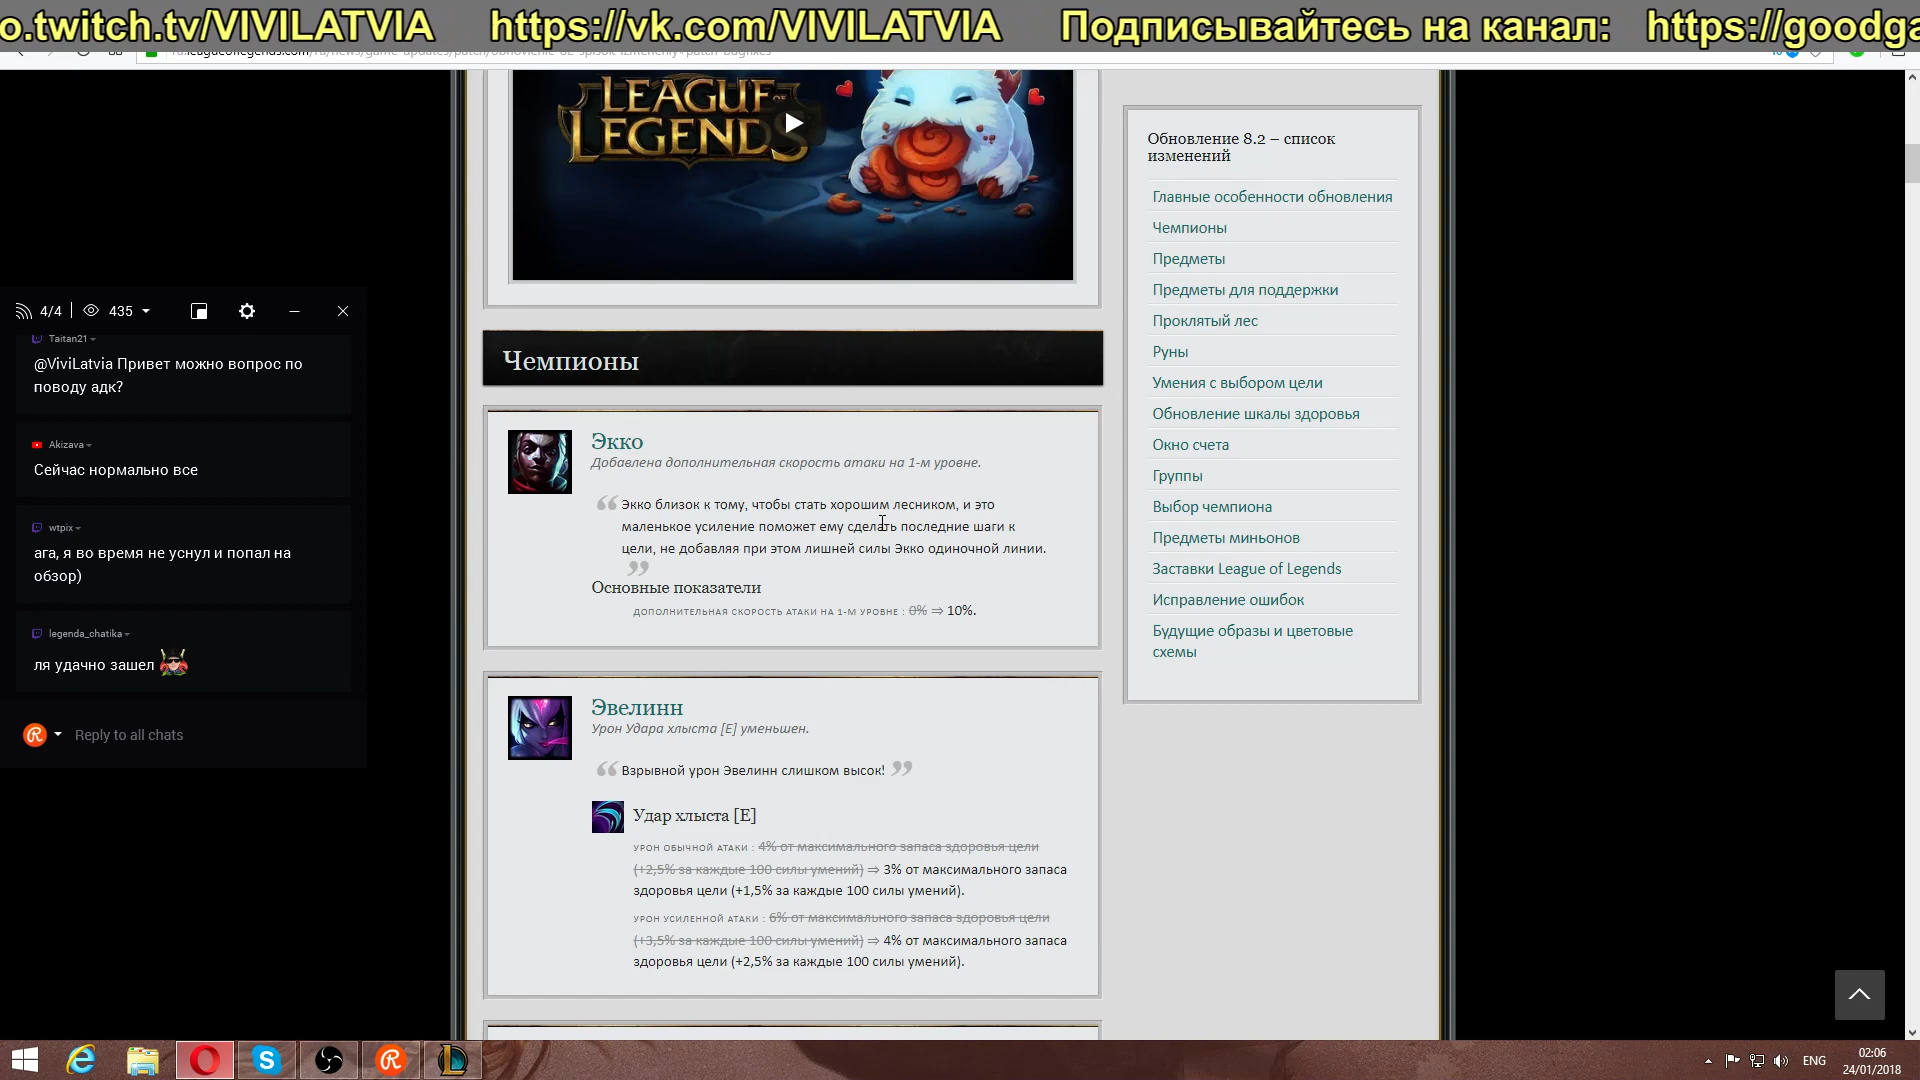 o.twitch.tv/VIVILATVIA https://vk.com/VIVILATVIA Подписывайтесь на канал: https://goodga
LEAGUE OF LEGENDS
Обновление 8.2 – список
изменений
Главные особенности обновления
Чемпионы
Предметы
Предметы для поддержки
Проклятый лес
Руны
Умения с выбором цели
Обновление шкалы здоровья
Окно счета
Группы
Выбор чемпиона
Предметы миньонов
Заставки League of Legends
Исправление ошибок
Будущие образы и цветовые
схемы
4/4 435
Taitan21
@ViviLatvia Привет можно вопрос по
поводу адк?
Akizava
Сейчас нормально все
wtpix
ага, я во время не уснул и попал на
обзор)
legenda_chatika
ля удачно зашел
Reply to all chats
Чемпионы
Экко
Добавлена дополнительная скорость атаки на 1-м уровне.
“ Экко близок к тому, чтобы стать хорошим лесником, и это
маленькое усиление поможет ему сделать последние шаги к
цели, не добавляя при этом лишней силы Экко одиночной линии.
”
Основные показатели
ДОПОЛНИТЕЛЬНАЯ СКОРОСТЬ АТАКИ НА 1-М УРОВНЕ : 0% ⇒ 10%.
Эвелинн
Урон Удара хлыста [E] уменьшен.
“ Взрывной урон Эвелинн слишком высок! ”
Удар хлыста [E]
УРОН ОБЫЧНОЙ АТАКИ : 4% от максимального запаса здоровья цели
(+2,5% за каждые 100 силы умений) ⇒ 3% от максимального запаса
здоровья цели (+1,5% за каждые 100 силы умений).
УРОН УСИЛЕННОЙ АТАКИ : 6% от максимального запаса здоровья цели
(+3,5% за каждые 100 силы умений) ⇒ 4% от максимального запаса
здоровья цели (+2,5% за каждые 100 силы умений).
ENG
02:06
24/01/2018